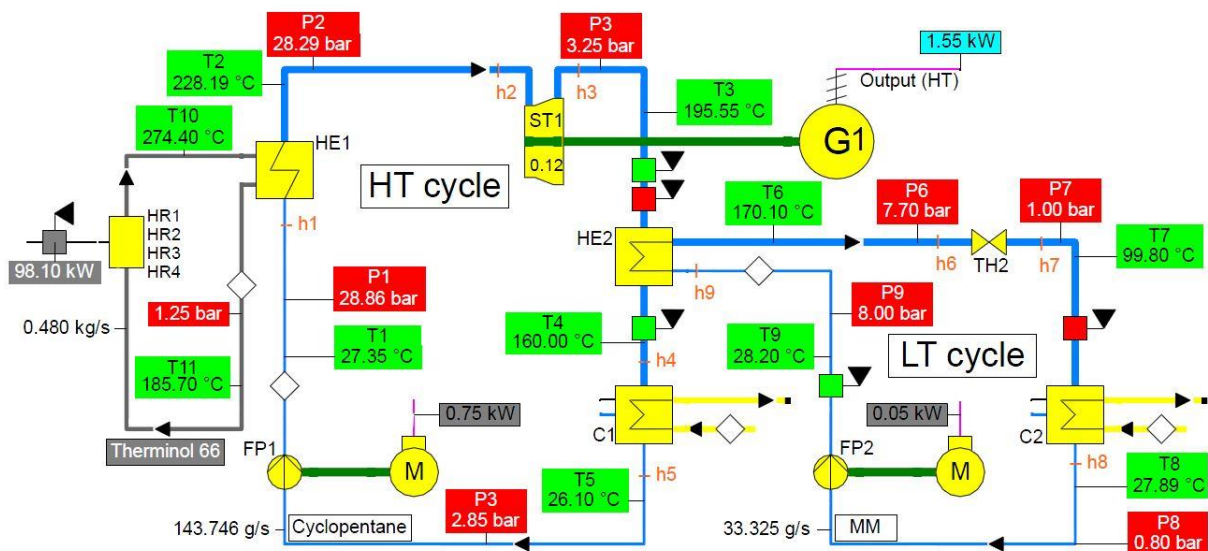 P2
28.29 bar
P3
3.25 bar
1.55 kW
Output (HT)
T2
228.19 °C
h2
h3
T3
195.55 °C
T10
274.40 °C
HE1
ST1
0.12
G1
HT cycle
HR1
HR2
HR3
HR4
98.10 kW
h1
T6
170.10 °C
P6
7.70 bar
P7
1.00 bar
HE2
h6
TH2
h7
T7
99.80 °C
h9
0.480 kg/s
1.25 bar
P1
28.86 bar
P9
8.00 bar
T11
185.70 °C
T1
27.35 °C
T4
160.00 °C
h4
T9
28.20 °C
LT cycle
Therminol 66
0.75 kW
C1
0.05 kW
C2
FP1
M
h5
FP2
M
h8
T5
26.10 °C
T8
27.89 °C
143.746 g/s
Cyclopentane
P3
2.85 bar
33.325 g/s
MM
P8
0.80 bar